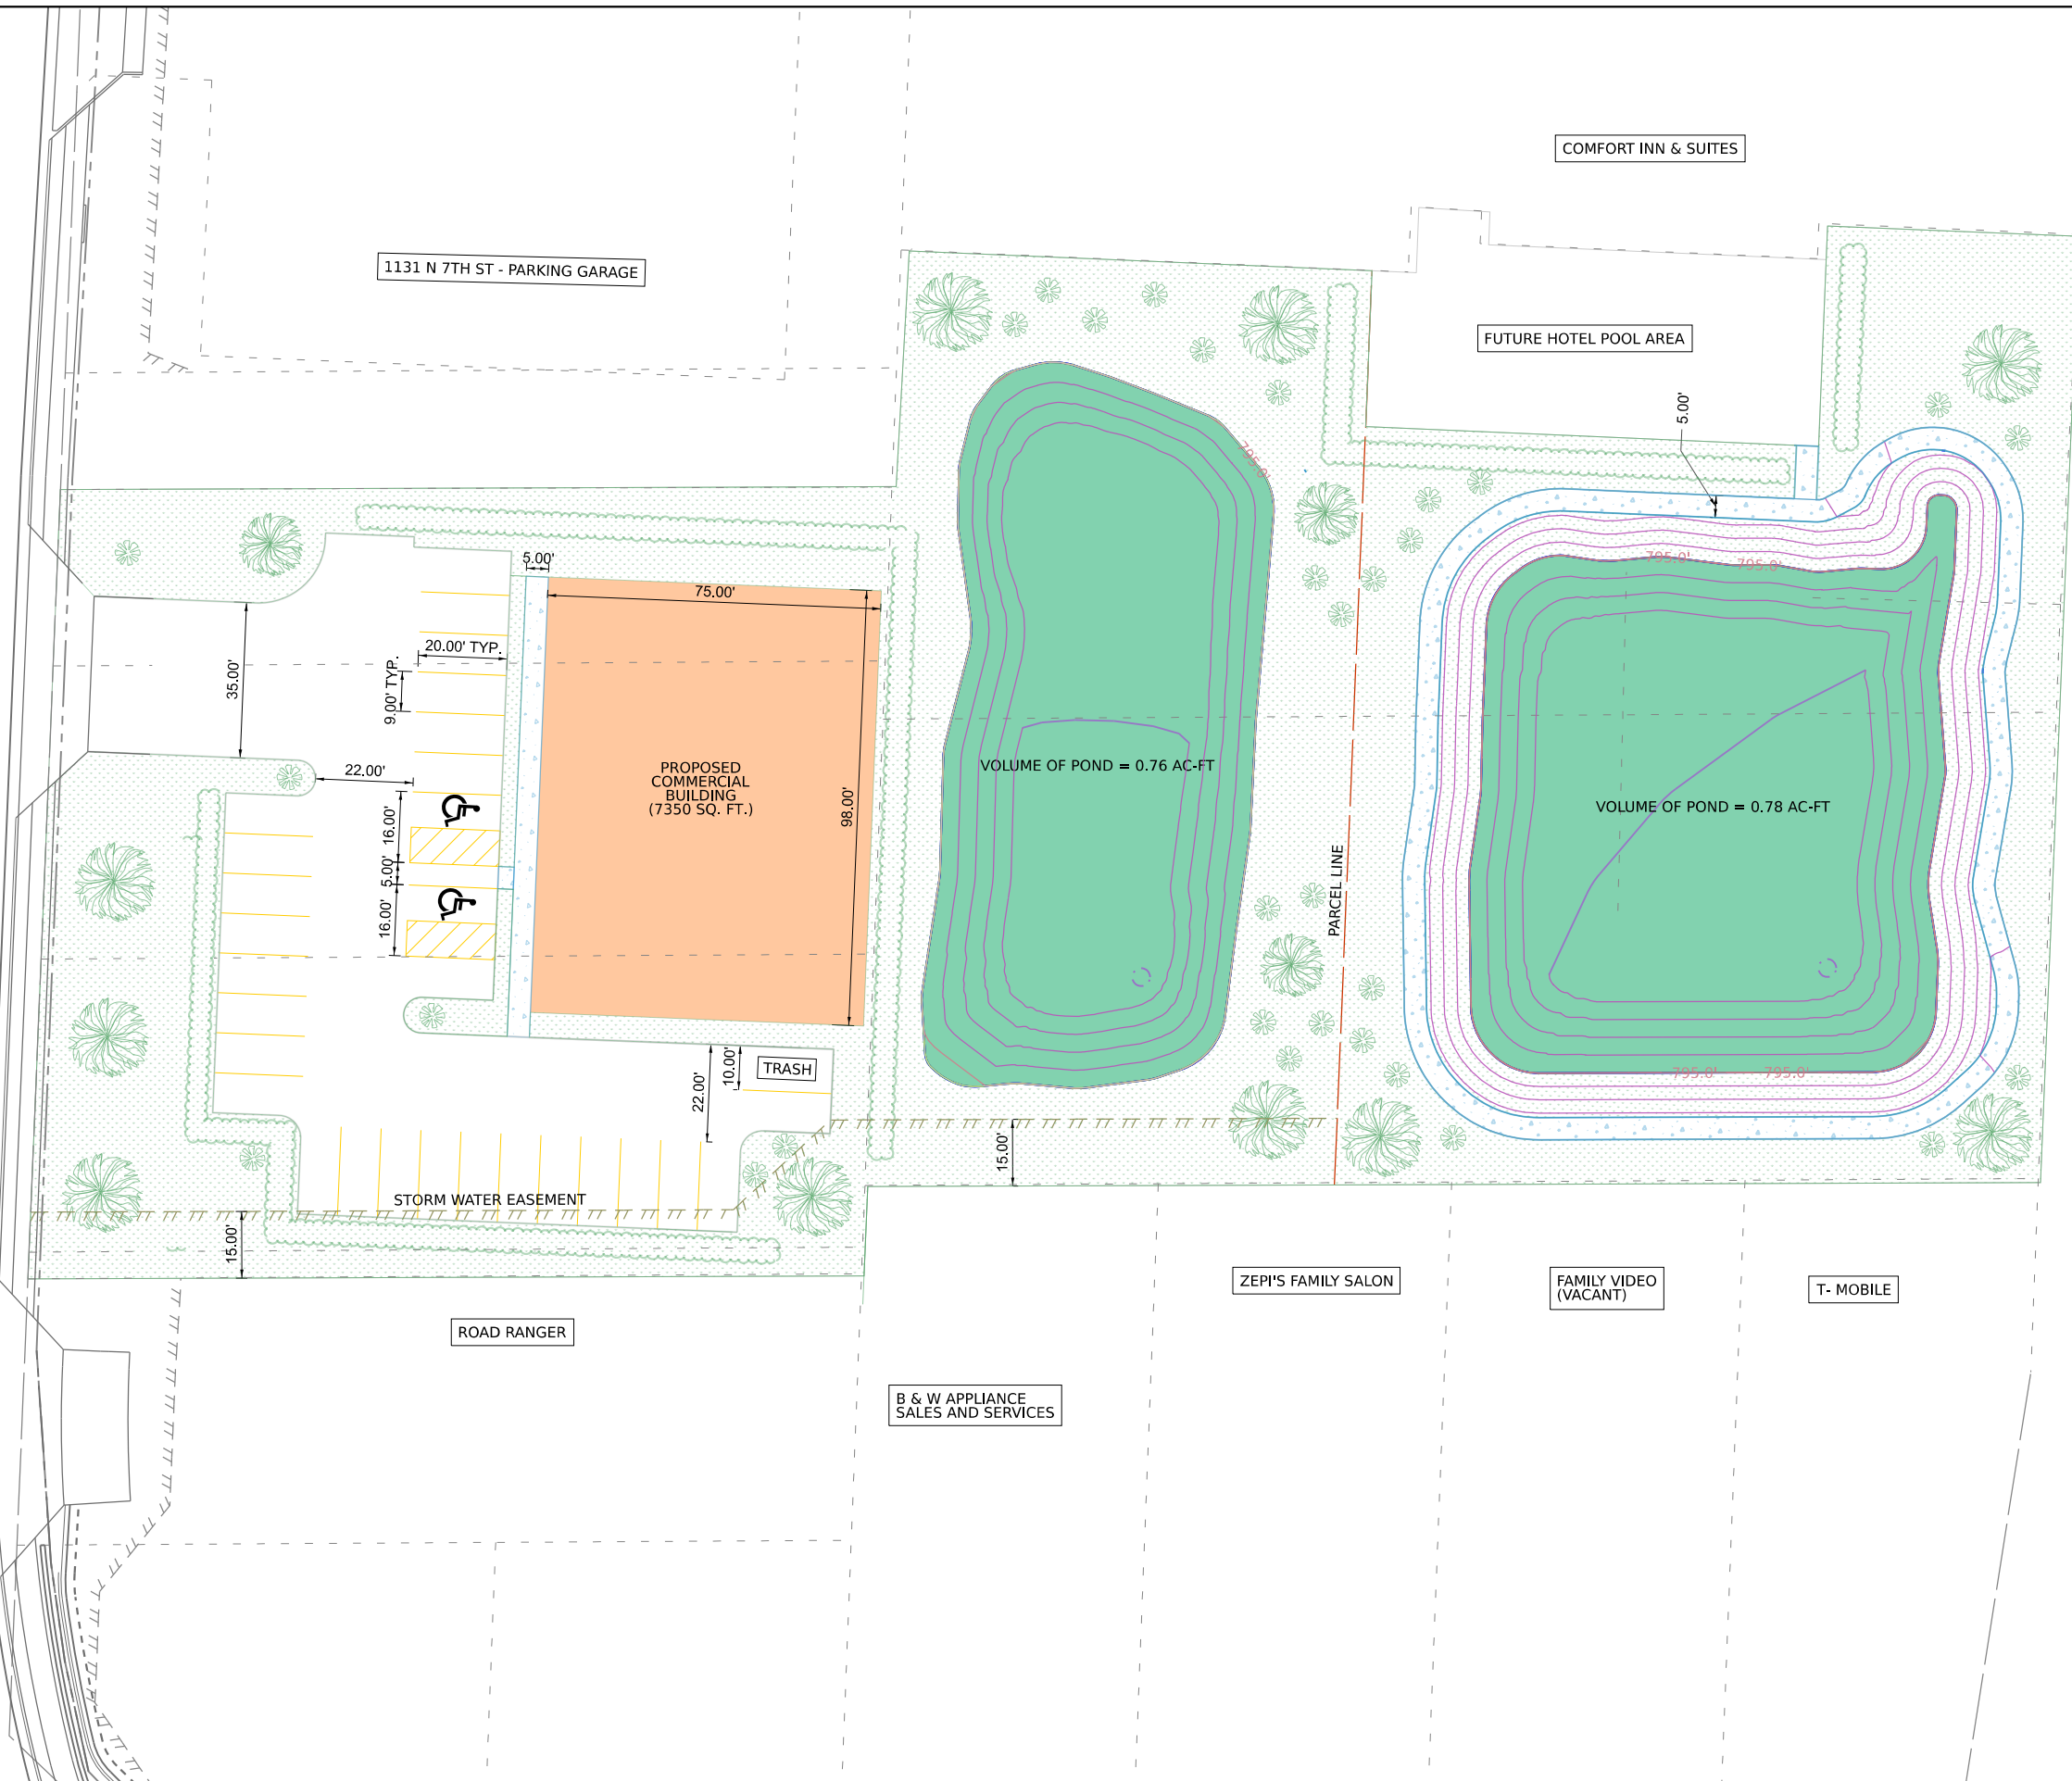 COMFORT INN & SUITES
1131 N 7TH ST - PARKING GARAGE
FUTURE HOTEL POOL AREA
5.00'
795.0'
5.00'
795.0'
795.0'
75.00'
20.00' TYP.
9.00' TYP.
35.00'
22.00'
PROPOSED
COMMERCIAL
BUILDING
(7350 SQ. FT.)
98.00'
VOLUME OF POND = 0.76 AC-FT
VOLUME OF POND = 0.78 AC-FT
16.00'
5.00'
16.00'
PARCEL LINE
10.00'
TRASH
22.00'
795.0'
795.0'
15.00'
STORM WATER EASEMENT
15.00'
ZEPI'S FAMILY SALON
FAMILY VIDEO
(VACANT)
T- MOBILE
ROAD RANGER
B & W APPLIANCE
SALES AND SERVICES